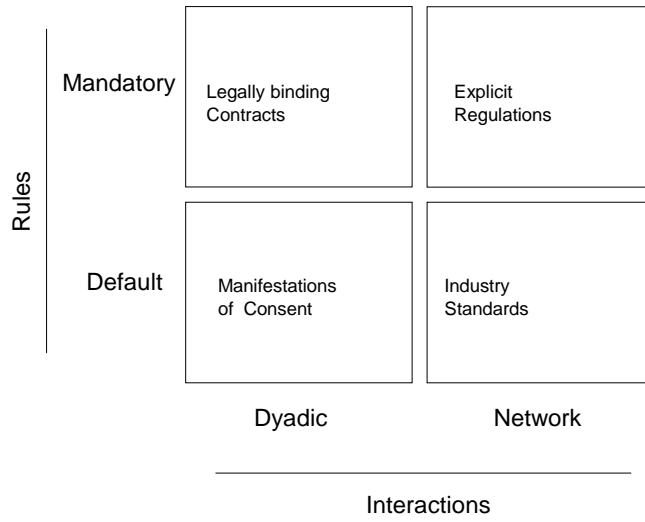 Rules
Mandatory
Legally binding
Contracts
Explicit
Regulations
Default
Manifestations
of Consent
Industry
Standards
Dyadic
Network
Interactions